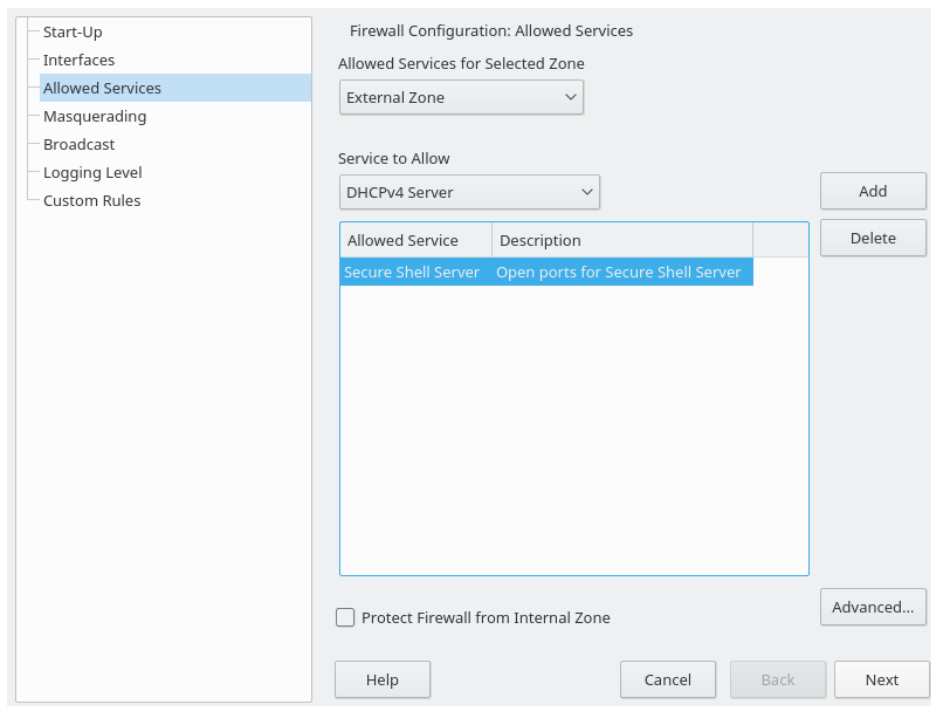 Start-Up
Interfaces
Allowed Services
Masquerading
Broadcast
Logging Level
Custom Rules
Firewall Configuration: Allowed Services
Allowed Services for Selected Zone
External Zone
Service to Allow
DHCPv4 Server
Add
Allowed Service Description
Delete
Secure Shell Server Open ports for Secure Shell Server
Advanced...
Protect Firewall from Internal Zone
Help Cancel Back Next